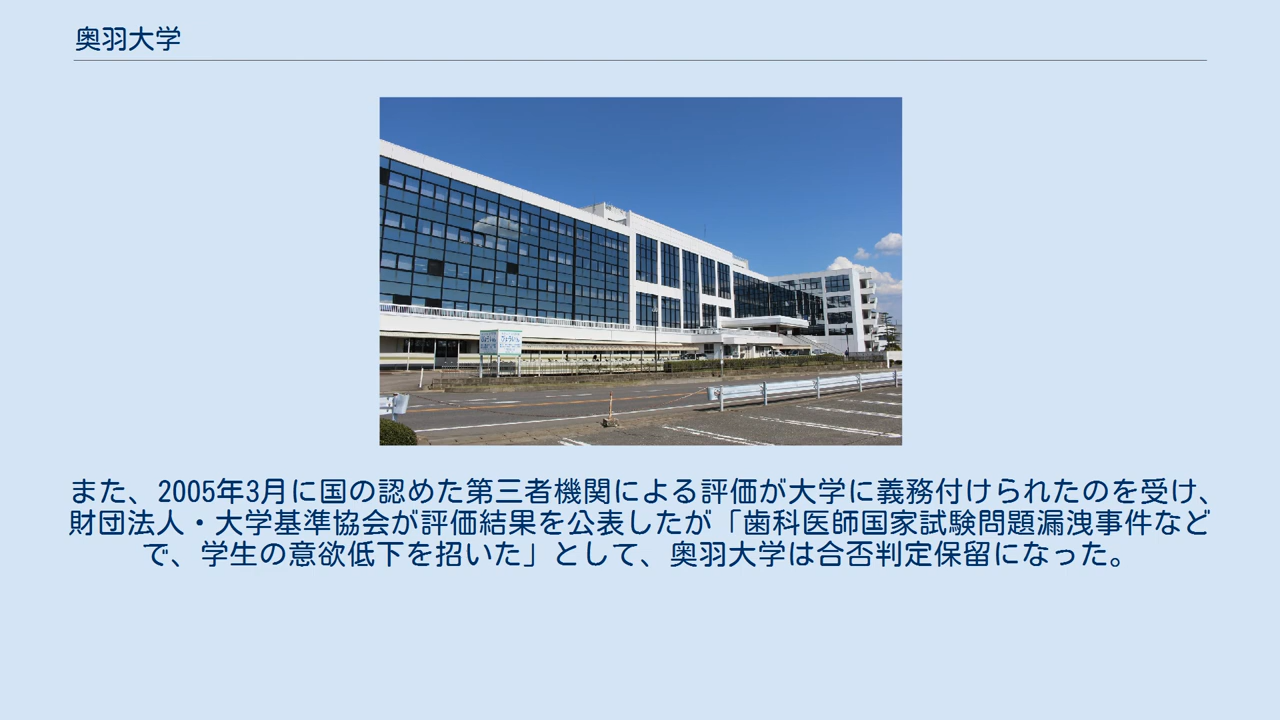 奥羽大学
また、2005年3月に国の認めた第三者機関による評価が大学に義務付けられたのを受け、
財団法人・大学基準協会が評価結果を公表したが「歯科医師国家試験問題漏洩事件など
で、学生の意欲低下を招いた」として、奥羽大学は合否判定保留になった。